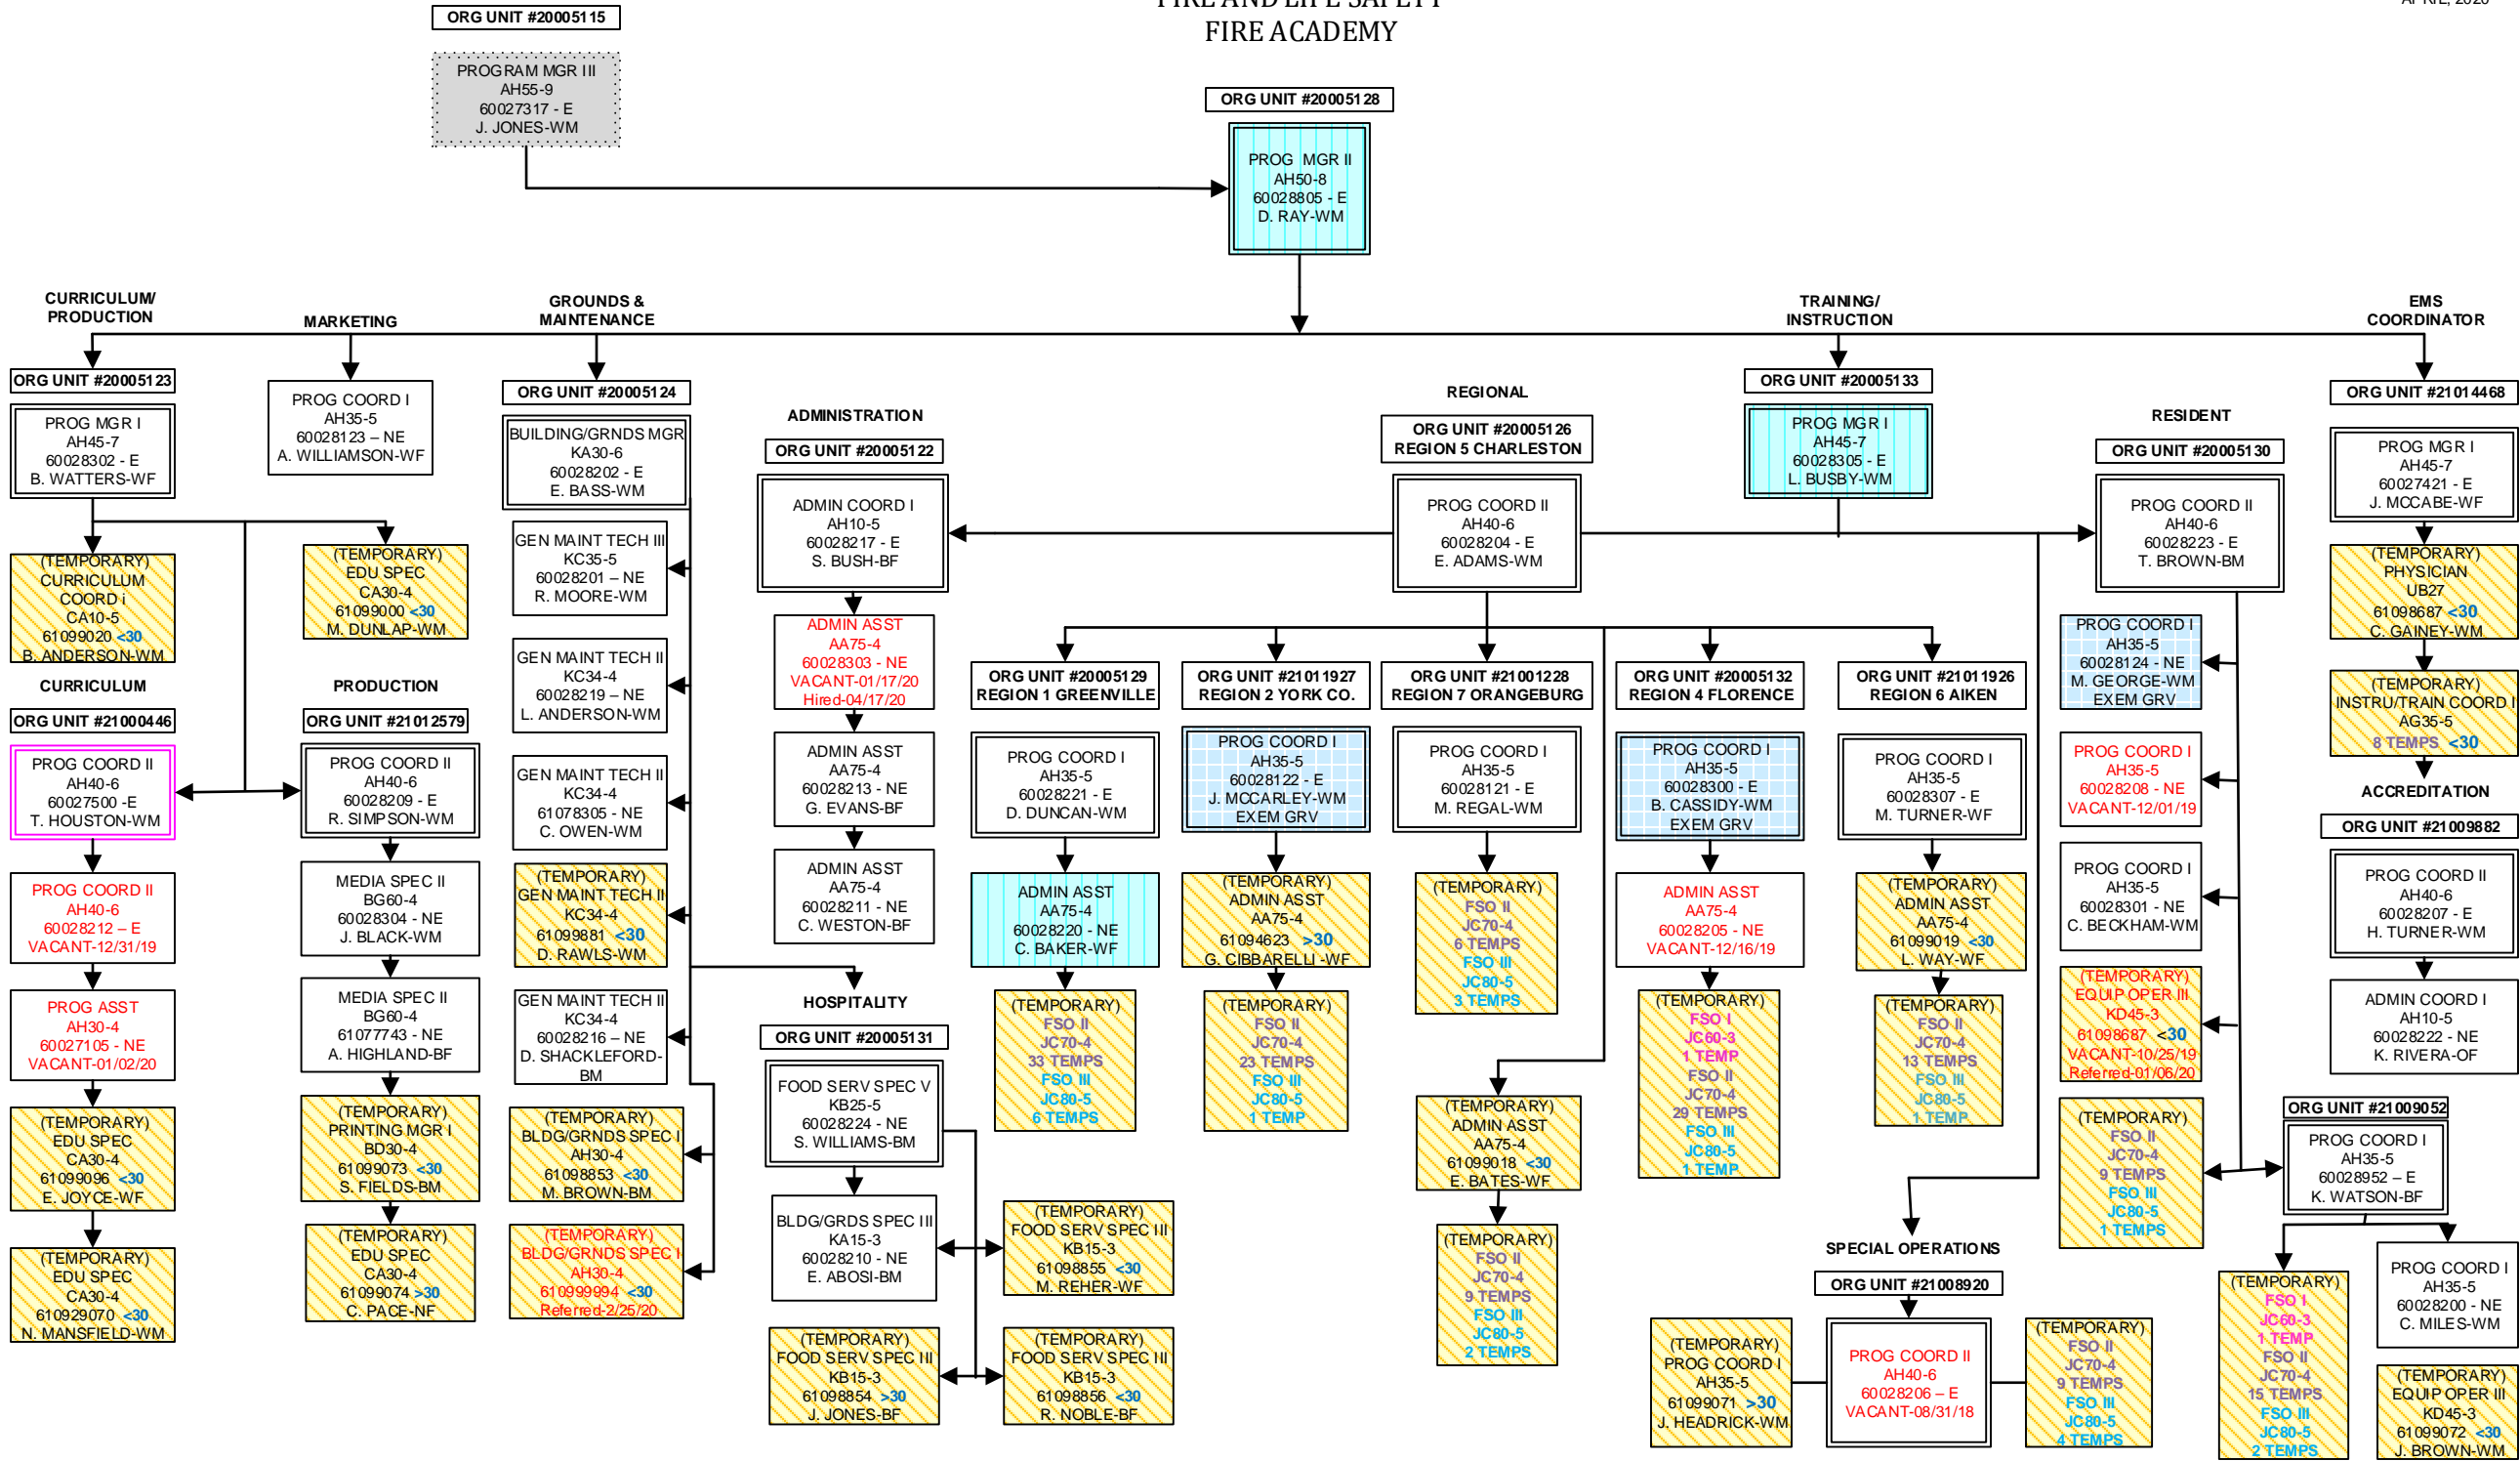 FIRE AND LIFE SAFETY
FIRE ACADEMY
APRIL, 2020
ORG UNIT #20005115
PROGRAM MGR III
AH55-9
60027317 - E
J. JONES-WM
ORG UNIT #20005128
PROG MGR II
AH50-8
60028805 - E
D. RAY-WM
CURRICULUM/
PRODUCTION
MARKETING
GROUNDS &
MAINTENANCE
TRAINING/
INSTRUCTION
EMS
COORDINATOR
ORG UNIT #20005123
PROG MGR I
AH45-7
60028302 - E
B. WATTERS-WF
(TEMPORARY)
CURRICULUM
COORD i
CA10-5
61099020 <30
B. ANDERSON-WM
(TEMPORARY)
EDU SPEC
CA30-4
61099000 <30
M. DUNLAP-WM
CURRICULUM
ORG UNIT #21000446
PROG COORD II
AH40-6
60027500 -E
T. HOUSTON-WM
PROG COORD II
AH40-6
60028212 – E
VACANT-12/31/19
PROG ASST
AH30-4
60027105 - NE
VACANT-01/02/20
(TEMPORARY)
EDU SPEC
CA30-4
61099096 <30
E. JOYCE-WF
(TEMPORARY)
EDU SPEC
CA30-4
610929070 <30
N. MANSFIELD-WM
PRODUCTION
ORG UNIT #21012579
PROG COORD II
AH40-6
60028209 - E
R. SIMPSON-WM
MEDIA SPEC II
BG60-4
60028304 - NE
J. BLACK-WM
MEDIA SPEC II
BG60-4
61077743 - NE
A. HIGHLAND-BF
(TEMPORARY)
PRINTING MGR I
BD30-4
61099073 <30
S. FIELDS-BM
(TEMPORARY)
EDU SPEC
CA30-4
61099074 >30
C. PACE-NF
PROG COORD I
AH35-5
60028123 – NE
A. WILLIAMSON-WF
ORG UNIT #20005124
BUILDING/GRNDS MGR
KA30-6
60028202 - E
E. BASS-WM
GEN MAINT TECH III
KC35-5
60028201 – NE
R. MOORE-WM
GEN MAINT TECH II
KC34-4
60028219 – NE
L. ANDERSON-WM
GEN MAINT TECH II
KC34-4
61078305 - NE
C. OWEN-WM
(TEMPORARY)
GEN MAINT TECH II
KC34-4
61099881 <30
D. RAWLS-WM
GEN MAINT TECH II
KC34-4
60028216 – NE
D. SHACKLEFORD-
BM
(TEMPORARY)
BLDG/GRNDS SPEC I
AH30-4
61098853 <30
M. BROWN-BM
(TEMPORARY)
BLDG/GRNDS SPEC I
AH30-4
610999994 <30
Referred-2/25/20
HOSPITALITY
ORG UNIT #20005131
FOOD SERV SPEC V
KB25-5
60028224 - NE
S. WILLIAMS-BM
BLDG/GRDS SPEC III
KA15-3
60028210 - NE
E. ABOSI-BM
(TEMPORARY)
FOOD SERV SPEC III
KB15-3
61098855 <30
M. REHER-WF
(TEMPORARY)
FOOD SERV SPEC III
KB15-3
61098854 >30
J. JONES-BF
(TEMPORARY)
FOOD SERV SPEC III
KB15-3
61098856 <30
R. NOBLE-BF
ADMINISTRATION
ORG UNIT #20005122
ADMIN COORD I
AH10-5
60028217 - E
S. BUSH-BF
ADMIN ASST
AA75-4
60028303 - NE
VACANT-01/17/20
Hired-04/17/20
ADMIN ASST
AA75-4
60028213 - NE
G. EVANS-BF
ADMIN ASST
AA75-4
60028211 - NE
C. WESTON-BF
ORG UNIT #20005133
PROG MGR I
AH45-7
60028305 - E
L. BUSBY-WM
REGIONAL
ORG UNIT #20005126
REGION 5 CHARLESTON
PROG COORD II
AH40-6
60028204 - E
E. ADAMS-WM
ORG UNIT #20005129
REGION 1 GREENVILLE
PROG COORD I
AH35-5
60028221 - E
D. DUNCAN-WM
ADMIN ASST
AA75-4
60028220 - NE
C. BAKER-WF
(TEMPORARY)
FSO II
JC70-4
33 TEMPS
FSO III
JC80-5
6 TEMPS
ORG UNIT #21011927
REGION 2 YORK CO.
PROG COORD I
AH35-5
60028122 - E
J. MCCARLEY-WM
EXEM GRV
(TEMPORARY)
ADMIN ASST
AA75-4
61094623 >30
G. CIBBARELLI -WF
(TEMPORARY)
FSO II
JC70-4
23 TEMPS
FSO III
JC80-5
1 TEMP
ORG UNIT #21001228
REGION 7 ORANGEBURG
PROG COORD I
AH35-5
60028121 - E
M. REGAL-WM
(TEMPORARY)
FSO II
JC70-4
6 TEMPS
FSO III
JC80-5
3 TEMPS
(TEMPORARY)
ADMIN ASST
AA75-4
61099018 <30
E. BATES-WF
(TEMPORARY)
FSO II
JC70-4
9 TEMPS
FSO III
JC80-5
2 TEMPS
ORG UNIT #20005132
REGION 4 FLORENCE
PROG COORD I
AH35-5
60028300 - E
B. CASSIDY-WM
EXEM GRV
ADMIN ASST
AA75-4
60028205 - NE
VACANT-12/16/19
(TEMPORARY)
FSO I
JC60-3
1 TEMP
FSO II
JC70-4
29 TEMPS
FSO III
JC80-5
1 TEMP
ORG UNIT #21011926
REGION 6 AIKEN
PROG COORD I
AH35-5
60028307 - E
M. TURNER-WF
(TEMPORARY)
ADMIN ASST
AA75-4
61099019 <30
L. WAY-WF
(TEMPORARY)
FSO II
JC70-4
13 TEMPS
FSO III
JC80-5
1 TEMP
SPECIAL OPERATIONS
ORG UNIT #21008920
(TEMPORARY)
PROG COORD I
AH35-5
61099071 >30
J. HEADRICK-WM
PROG COORD II
AH40-6
60028206 – E
VACANT-08/31/18
(TEMPORARY)
FSO II
JC70-4
9 TEMPS
FSO III
JC80-5
4 TEMPS
RESIDENT
ORG UNIT #20005130
PROG COORD II
AH40-6
60028223 - E
T. BROWN-BM
PROG COORD I
AH35-5
60028124 - NE
M. GEORGE-WM
EXEM GRV
PROG COORD I
AH35-5
60028208 - NE
VACANT-12/01/19
PROG COORD I
AH35-5
60028301 - NE
C. BECKHAM-WM
(TEMPORARY)
EQUIP OPER III
KD45-3
61098687 <30
VACANT-10/25/19
Referred-01/06/20
(TEMPORARY)
FSO II
JC70-4
9 TEMPS
FSO III
JC80-5
1 TEMPS
ORG UNIT #21009052
PROG COORD I
AH35-5
60028952 – E
K. WATSON-BF
(TEMPORARY)
FSO I
JC60-3
1 TEMP
FSO II
JC70-4
15 TEMPS
FSO III
JC80-5
2 TEMPS
PROG COORD I
AH35-5
60028200 - NE
C. MILES-WM
(TEMPORARY)
EQUIP OPER III
KD45-3
61099072 <30
J. BROWN-WM
ORG UNIT #21014468
PROG MGR I
AH45-7
60027421 - E
J. MCCABE-WF
(TEMPORARY)
PHYSICIAN
UB27
61098687 <30
C. GAINEY-WM
(TEMPORARY)
INSTRU/TRAIN COORD I
AG35-5
8 TEMPS <30
ACCREDITATION
ORG UNIT #21009882
PROG COORD II
AH40-6
60028207 - E
H. TURNER-WM
ADMIN COORD I
AH10-5
60028222 - NE
K. RIVERA-OF